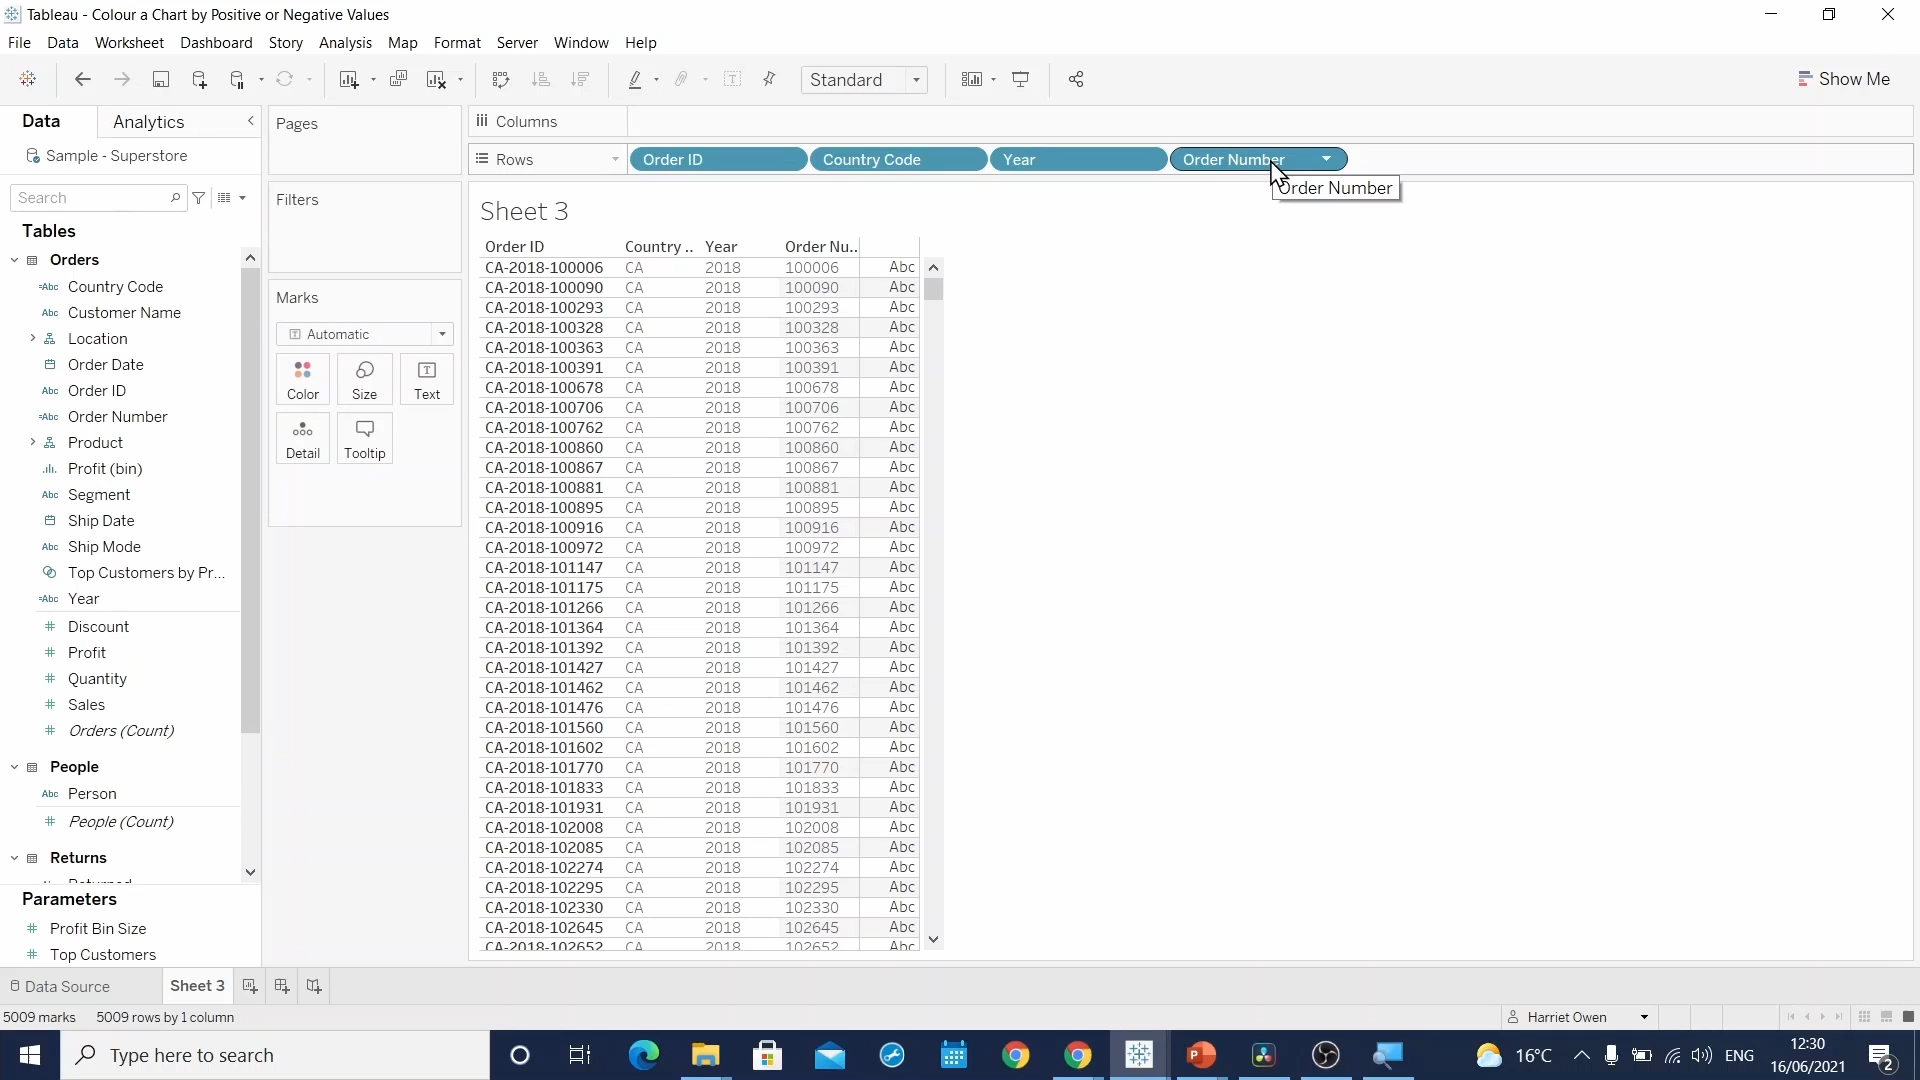 Tableau - Colour a Chart by Positive or Negative Values
File Data Worksheet Dashboard Story Analysis Map Format Server Window Help
Standard
Show Me
Data Analytics
Sample - Superstore
Search
Tables
Orders
Abc Country Code
Abc Customer Name
Location
Order Date
Abc Order ID
Abc Order Number
Product
Profit (bin)
Abc Segment
Ship Date
Abc Ship Mode
Top Customers by Pr...
Abc Year
Discount
Profit
Quantity
Sales
Orders (Count)
People
Abc Person
People (Count)
Returns
Parameters
Profit Bin Size
Top Customers
Pages
Filters
Marks
Automatic
Color Size Text
Detail Tooltip
Columns
Rows Order ID Country Code Year Order Number
Order Number
Sheet 3
Order ID Country .. Year Order Nu..
CA-2018-100006 CA 2018 100006 Abc
CA-2018-100090 CA 2018 100090 Abc
CA-2018-100293 CA 2018 100293 Abc
CA-2018-100328 CA 2018 100328 Abc
CA-2018-100363 CA 2018 100363 Abc
CA-2018-100391 CA 2018 100391 Abc
CA-2018-100678 CA 2018 100678 Abc
CA-2018-100706 CA 2018 100706 Abc
CA-2018-100762 CA 2018 100762 Abc
CA-2018-100860 CA 2018 100860 Abc
CA-2018-100867 CA 2018 100867 Abc
CA-2018-100881 CA 2018 100881 Abc
CA-2018-100895 CA 2018 100895 Abc
CA-2018-100916 CA 2018 100916 Abc
CA-2018-100972 CA 2018 100972 Abc
CA-2018-101147 CA 2018 101147 Abc
CA-2018-101175 CA 2018 101175 Abc
CA-2018-101266 CA 2018 101266 Abc
CA-2018-101364 CA 2018 101364 Abc
CA-2018-101392 CA 2018 101392 Abc
CA-2018-101427 CA 2018 101427 Abc
CA-2018-101462 CA 2018 101462 Abc
CA-2018-101476 CA 2018 101476 Abc
CA-2018-101560 CA 2018 101560 Abc
CA-2018-101602 CA 2018 101602 Abc
CA-2018-101770 CA 2018 101770 Abc
CA-2018-101833 CA 2018 101833 Abc
CA-2018-101931 CA 2018 101931 Abc
CA-2018-102008 CA 2018 102008 Abc
CA-2018-102085 CA 2018 102085 Abc
CA-2018-102274 CA 2018 102274 Abc
CA-2018-102295 CA 2018 102295 Abc
CA-2018-102330 CA 2018 102330 Abc
CA-2018-102645 CA 2018 102645 Abc
CA-2018-102652 CA 2018 102652 Abc
Data Source Sheet 3
5009 marks 5009 rows by 1 column
Harriet Owen
Type here to search
16°C
ENG
12:30
16/06/2021
2